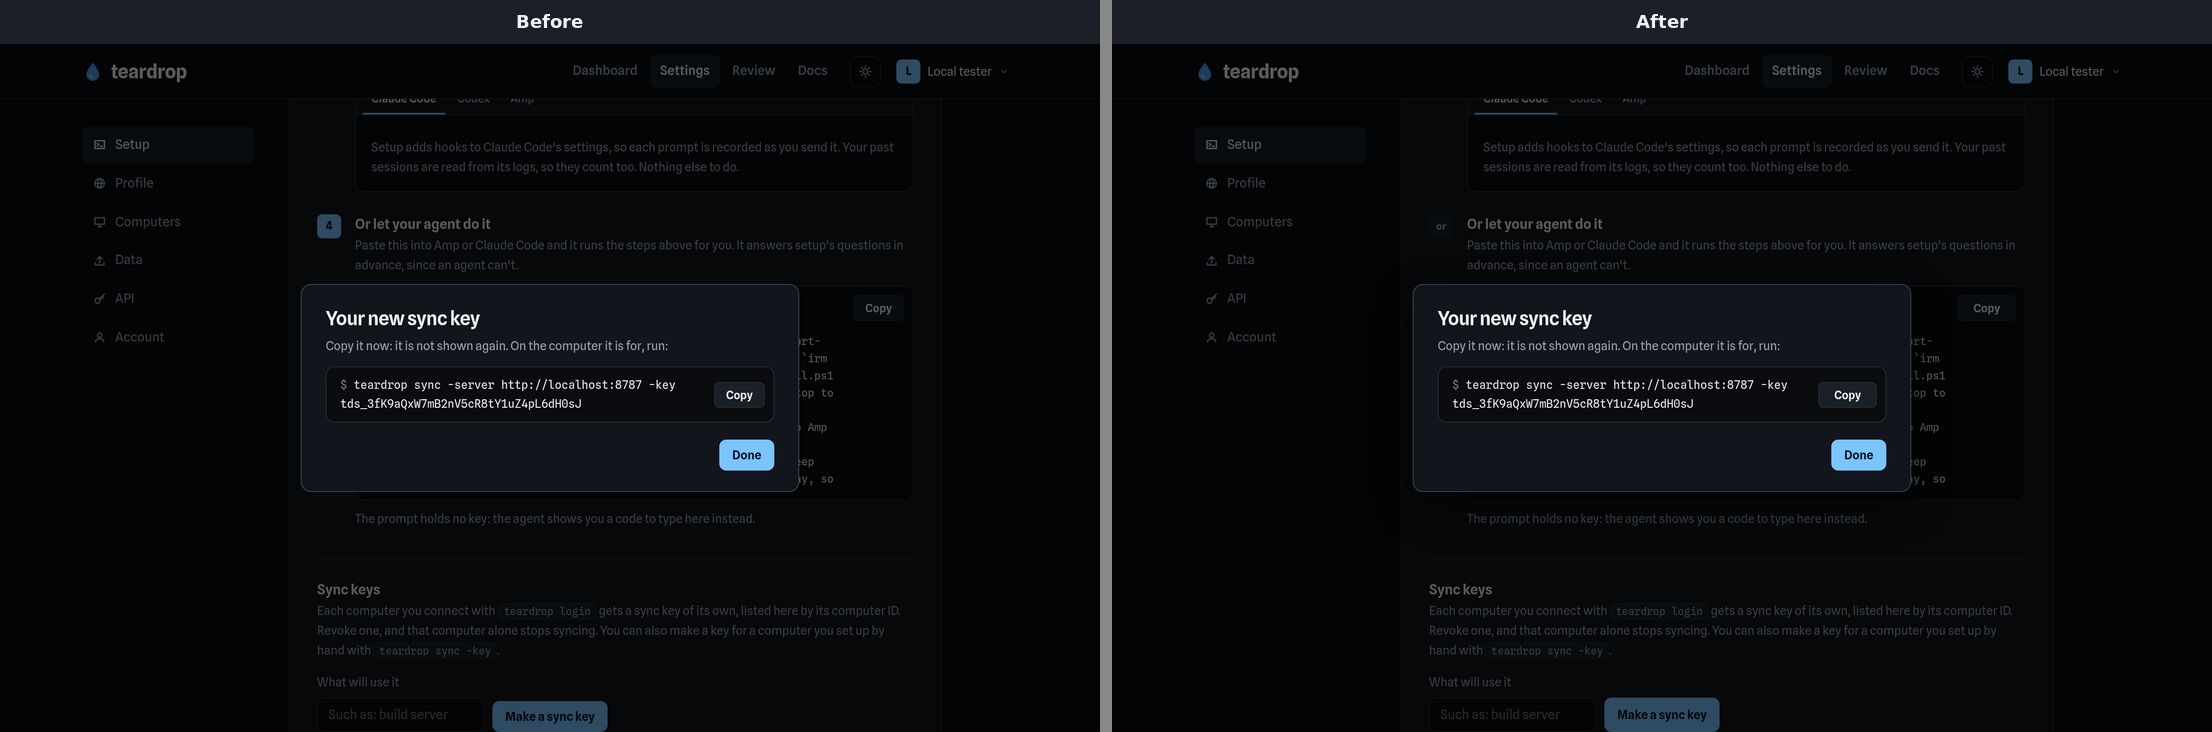 Before
teardrop
Dashboard
Settings
Review
Docs
L
Local tester
Claude Code
Codex
Amp
Setup
Profile
Computers
Data
API
Account
Setup adds hooks to Claude Code's settings, so each prompt is recorded as you send it. Your past
sessions are read from its logs, so they count too. Nothing else to do.
4
Or let your agent do it
Paste this into Amp or Claude Code and it runs the steps above for you. It answers setup's questions in
advance, since an agent can't.
Copy
Your new sync key
Copy it now: it is not shown again. On the computer it is for, run:
$ teardrop sync -server http://localhost:8787 -key
tds_3fK9aQxW7mB2nV5cR8tY1uZ4pL6dH0sJ
Copy
Done
`irm
to
Amp
so
The prompt holds no key: the agent shows you a code to type here instead.
Sync keys
Each computer you connect with teardrop login gets a sync key of its own, listed here by its computer ID.
Revoke one, and that computer alone stops syncing. You can also make a key for a computer you set up by
hand with teardrop sync -key.
What will use it
Such as: build server
Make a sync key
After
teardrop
Dashboard
Settings
Review
Docs
L
Local tester
Claude Code
Codex
Amp
Setup
Profile
Computers
Data
API
Account
Setup adds hooks to Claude Code's settings, so each prompt is recorded as you send it. Your past
sessions are read from its logs, so they count too. Nothing else to do.
or
Or let your agent do it
Paste this into Amp or Claude Code and it runs the steps above for you. It answers setup's questions in
advance, since an agent can't.
Copy
Your new sync key
Copy it now: it is not shown again. On the computer it is for, run:
$ teardrop sync -server http://localhost:8787 -key
tds_3fK9aQxW7mB2nV5cR8tY1uZ4pL6dH0sJ
Copy
Done
`irm
to
Amp
so
The prompt holds no key: the agent shows you a code to type here instead.
Sync keys
Each computer you connect with teardrop login gets a sync key of its own, listed here by its computer ID.
Revoke one, and that computer alone stops syncing. You can also make a key for a computer you set up by
hand with teardrop sync -key.
What will use it
Such as: build server
Make a sync key